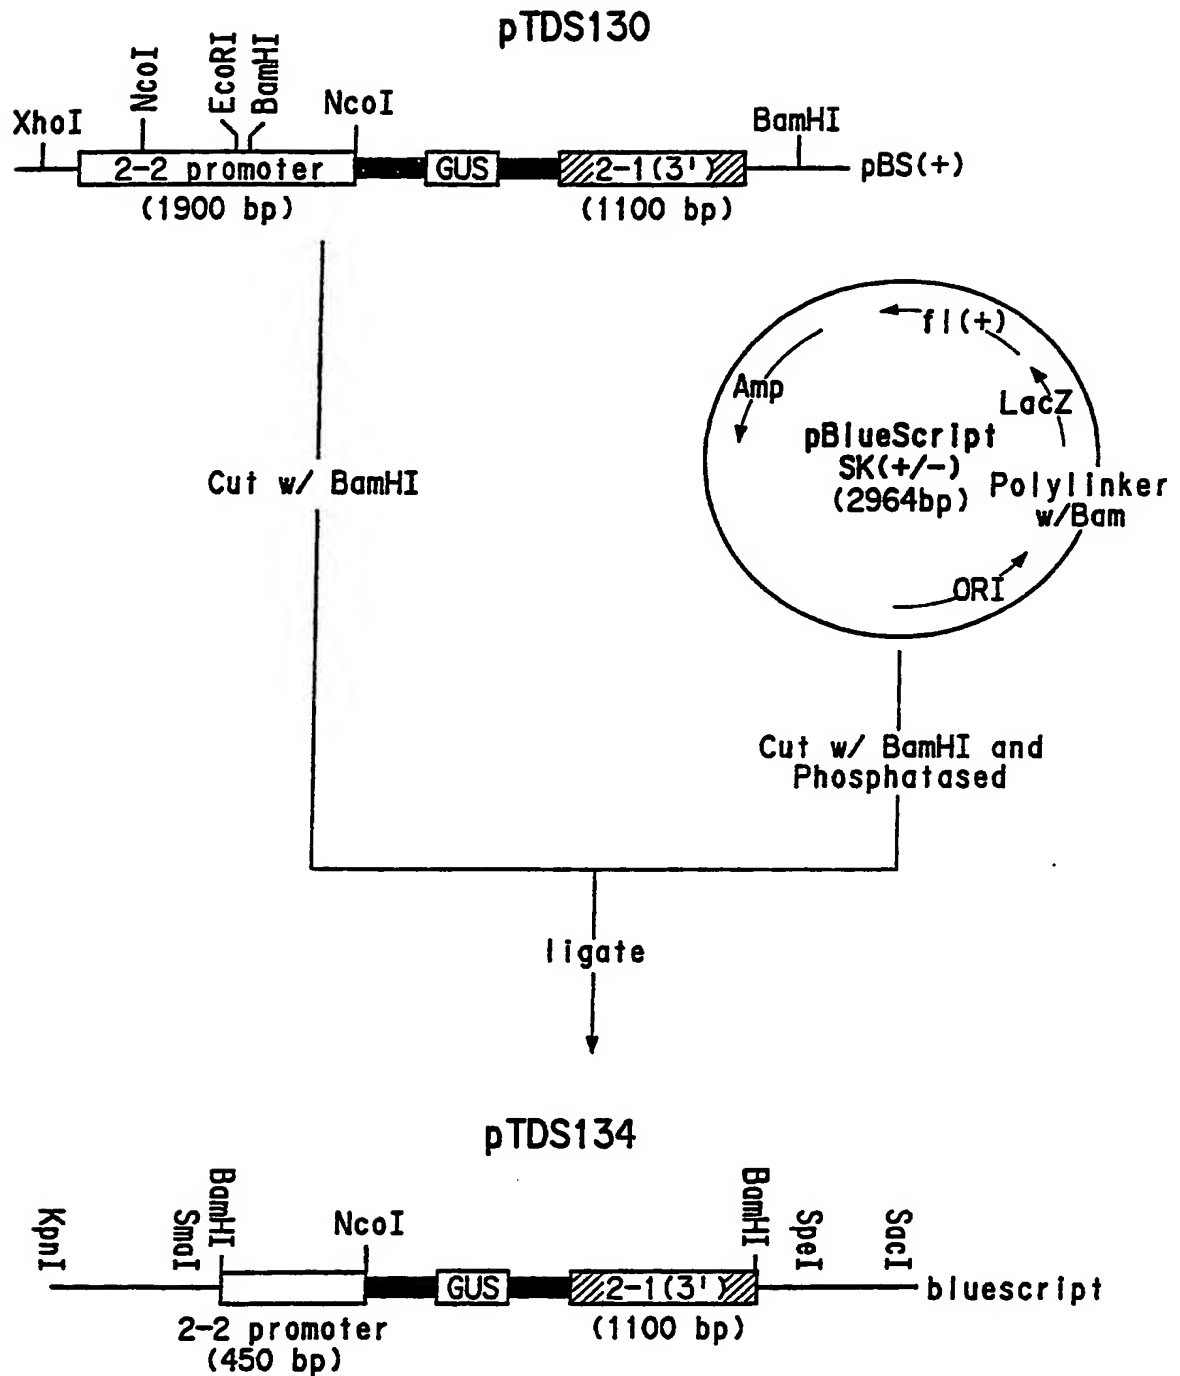 pTDS130
XhoI
NcoI
EcoRI
BamHI
NcoI
BamHI
2-2 promoter
GUS
2-1(3')
pBS(+)
(1900 bp)
(1100 bp)
fI(+)
Amp
LacZ
pBlueScript
SK(+/-)
(2964bp)
Polylinker
w/Bam
ORI
Cut w/ BamHI
Cut w/ BamHI and
Phosphatased
ligate
pTDS134
KpnI
SmaI
BamHI
NcoI
BamHI
SpeI
SacI
GUS
2-1(3')
bluescript
2-2 promoter
(450 bp)
(1100 bp)